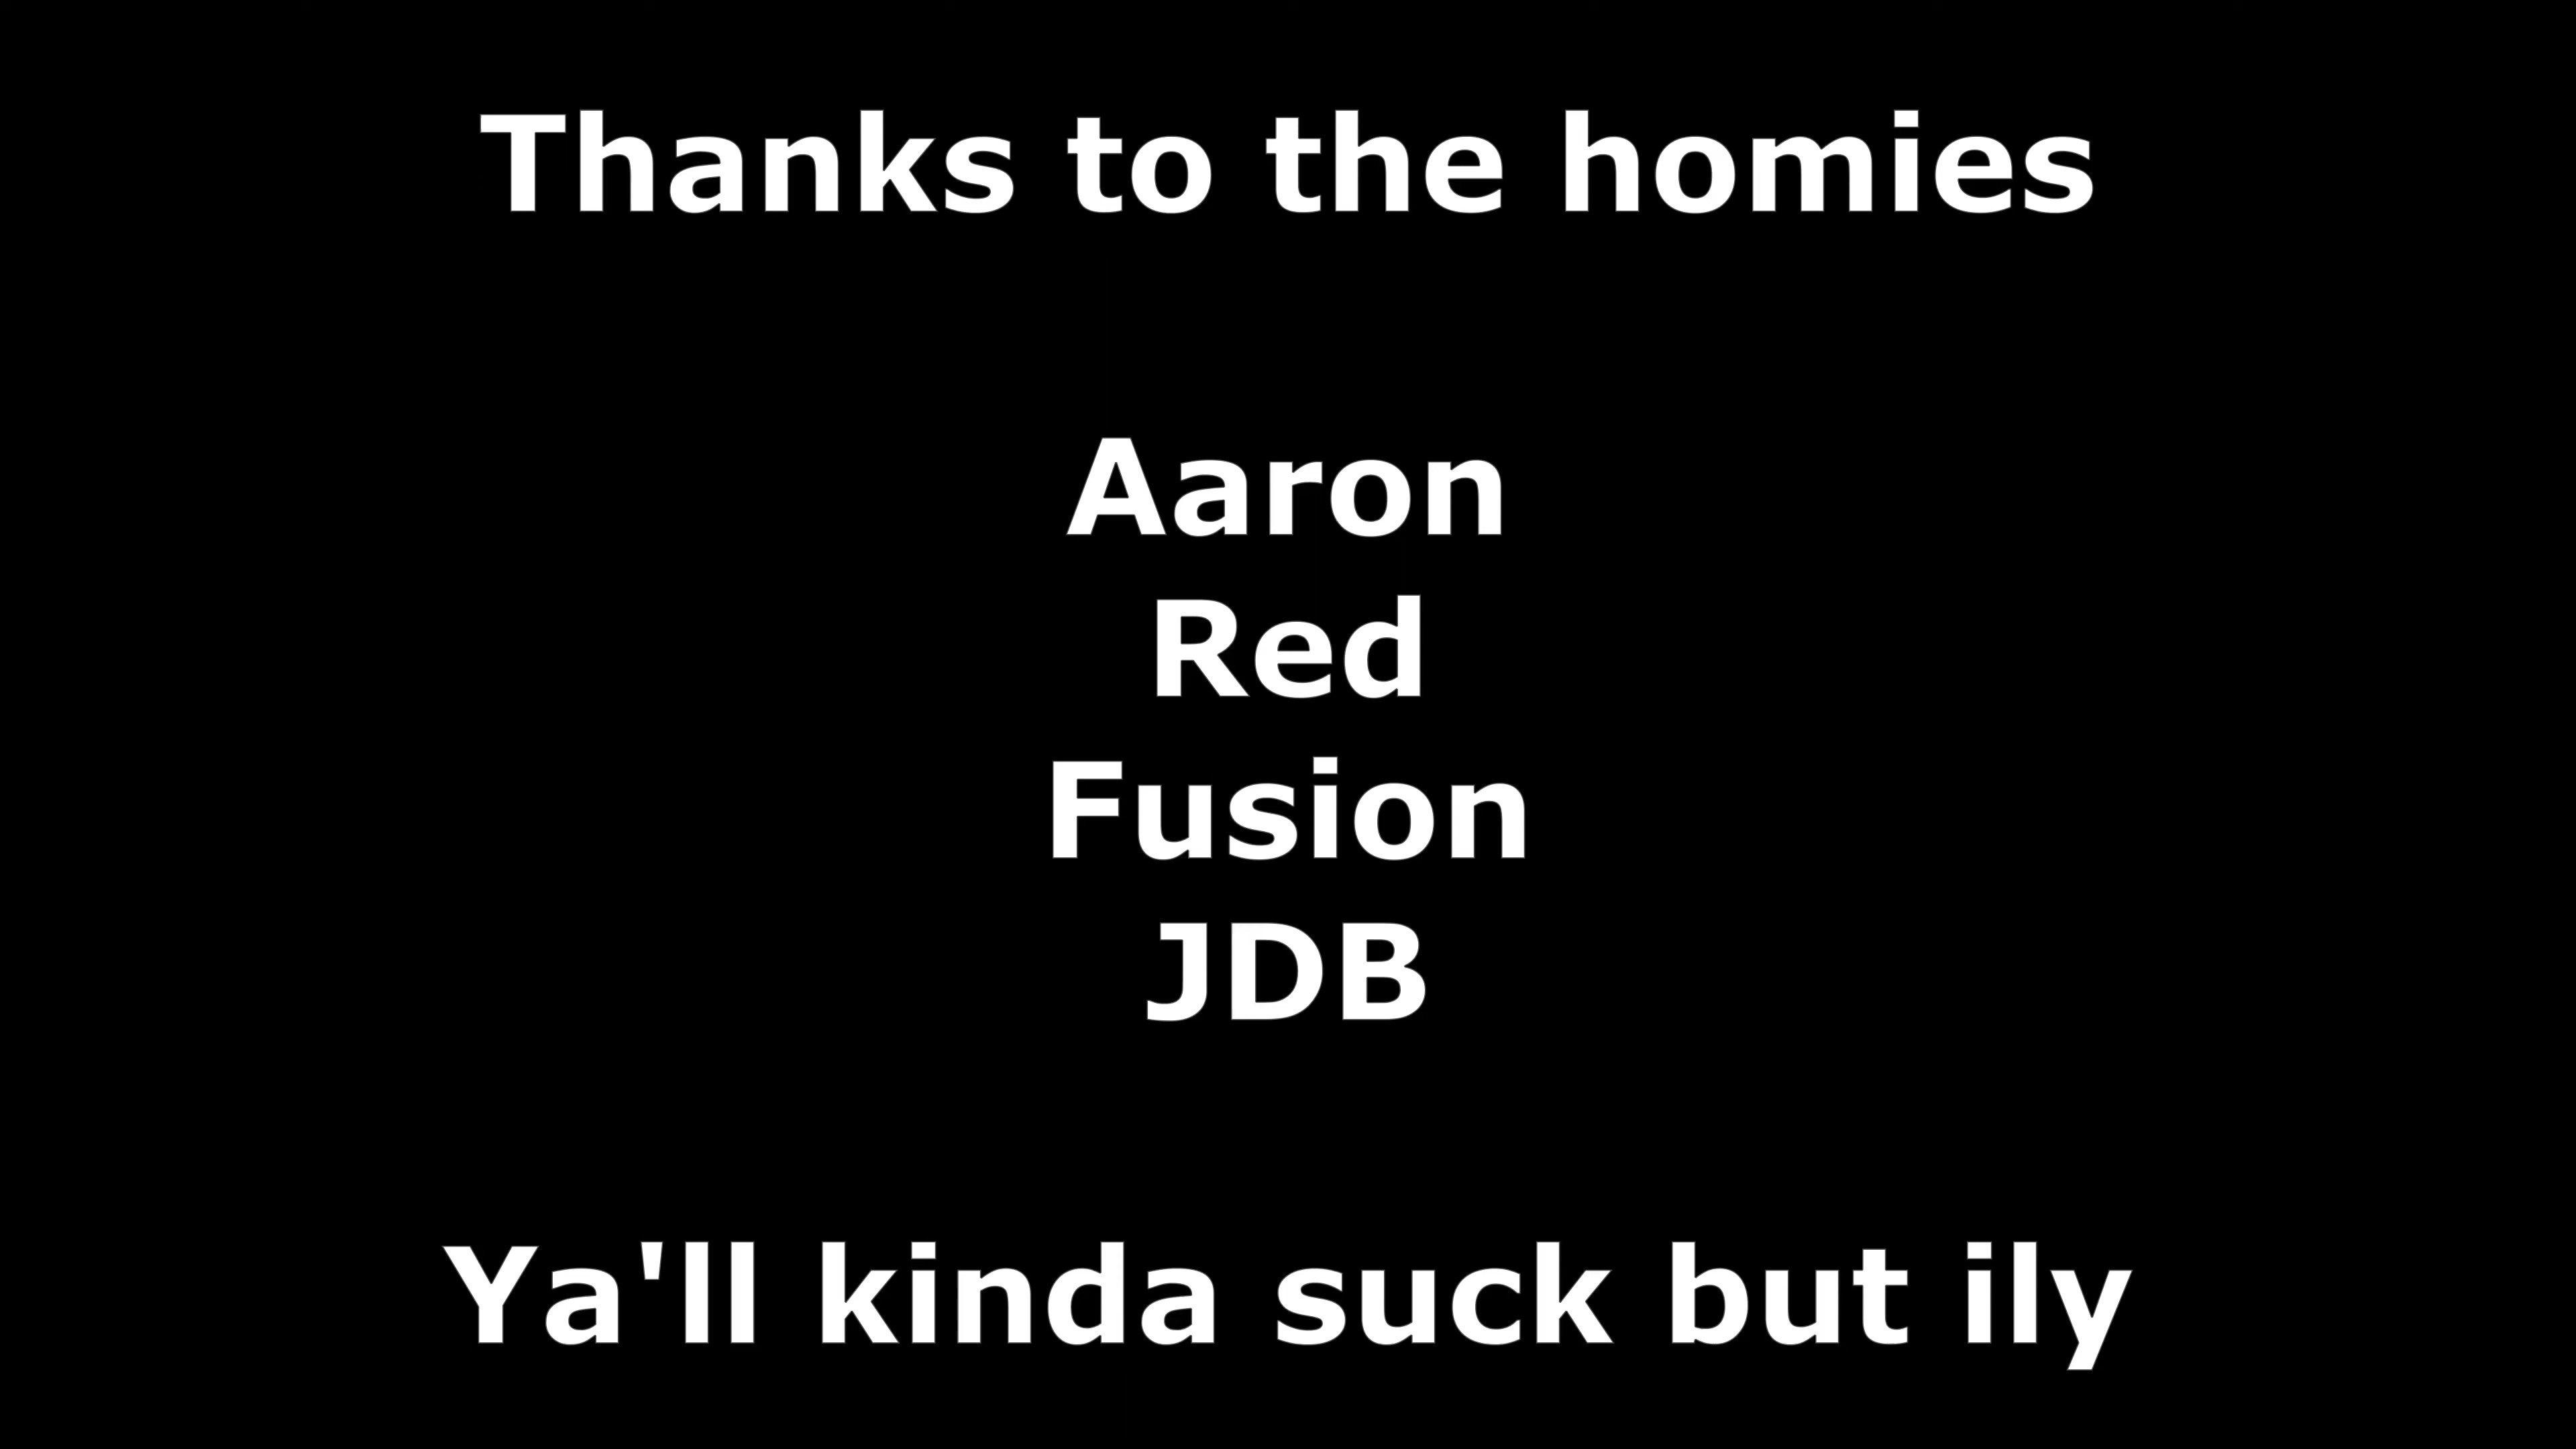 Thanks to the homies
Aaron
Red
Fusion
JDB
Ya'll kinda suck but ily